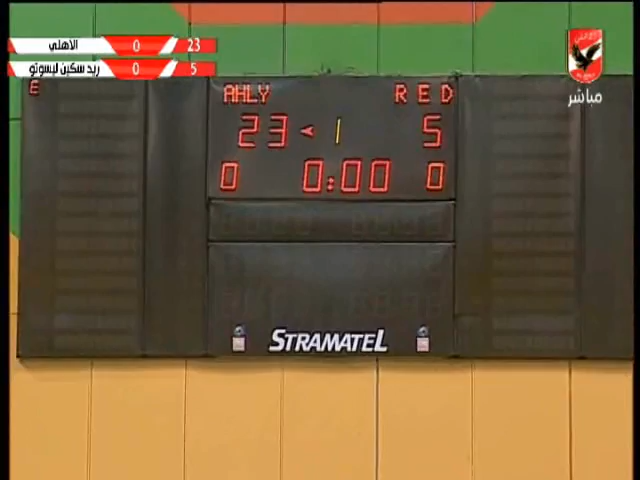 الاهلي 0 23
ريد سكين ليسوتو 0 5
مباشر
E
AHLY RED
23 1 5
0 0:00 0
STRAMATEL